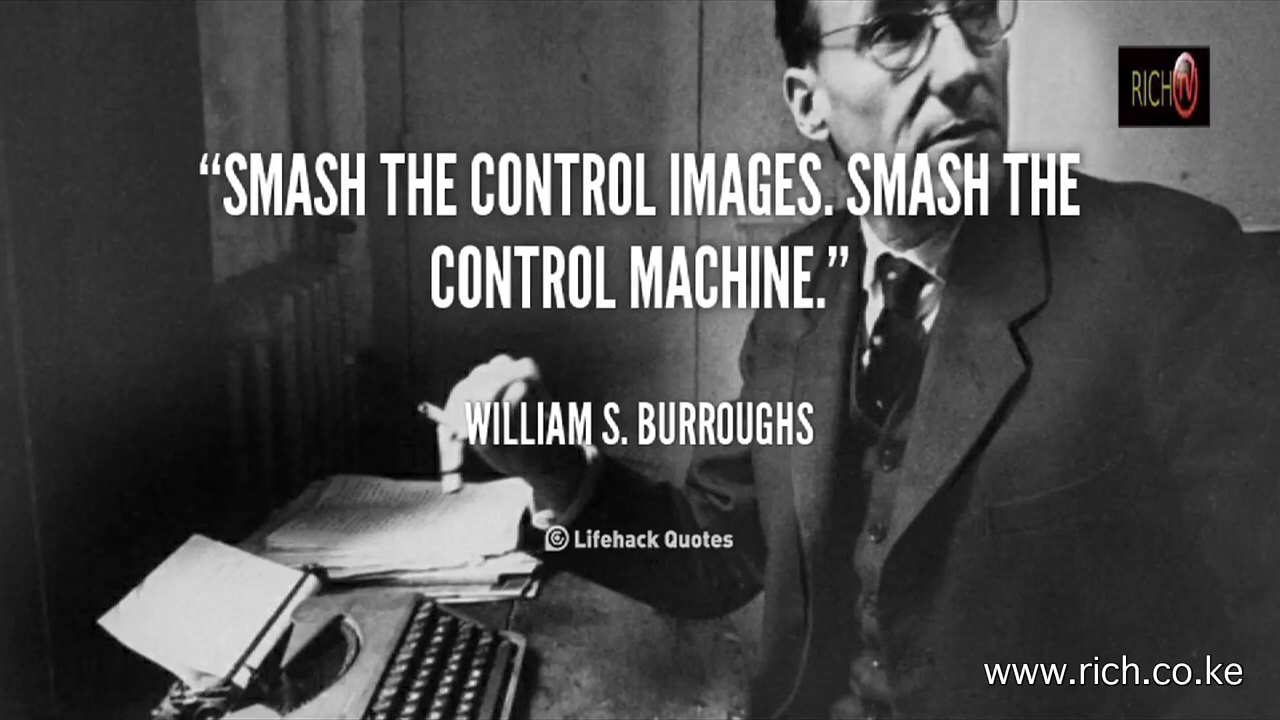 RICH TV
“SMASH THE CONTROL IMAGES. SMASH THE
CONTROL MACHINE.”
WILLIAM S. BURROUGHS
Lifehack Quotes
www.rich.co.ke